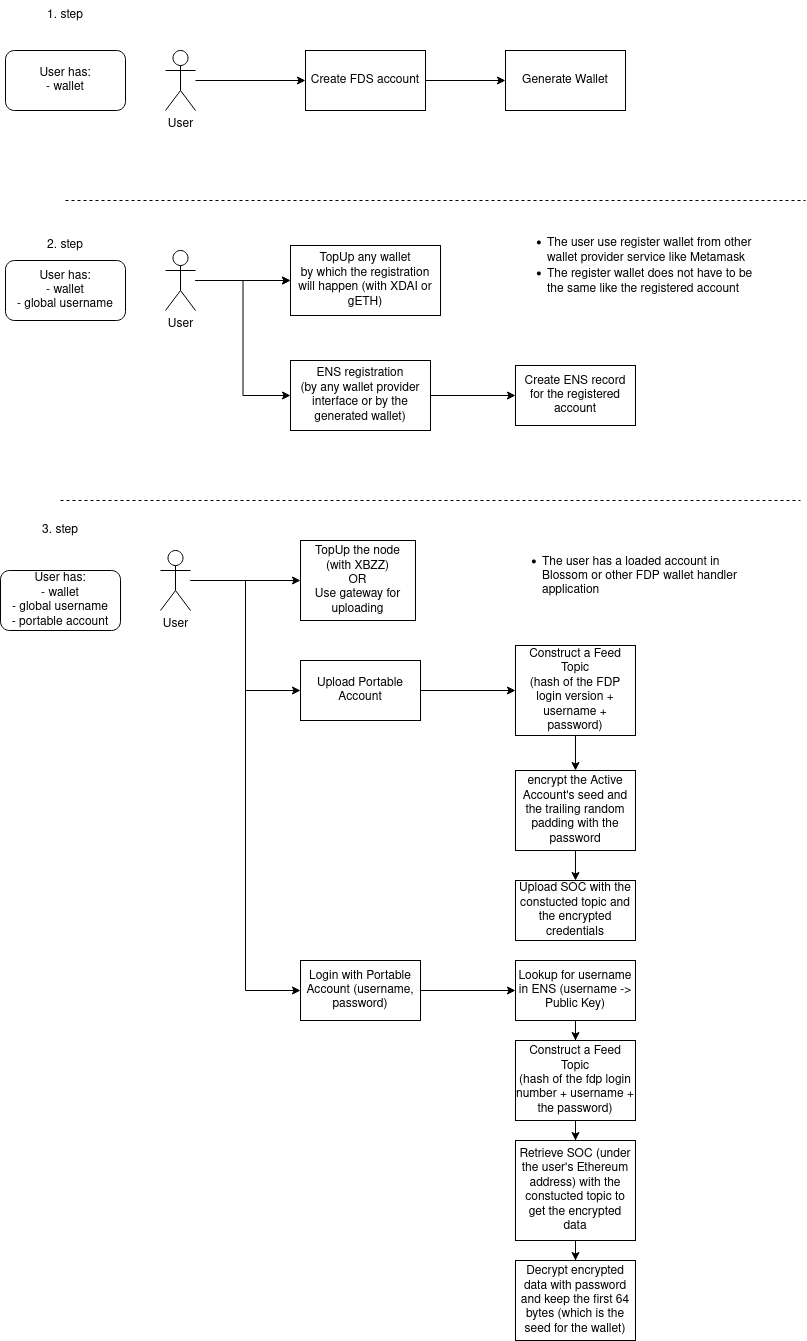 1. step
User has:
- wallet
User
Create FDS account
Generate Wallet
2. step
User has:
- wallet
- global username
User
TopUp any wallet
by which the registration
will happen (with XDAI or
gETH)
• The user use register wallet from other
wallet provider service like Metamask
• The register wallet does not have to be
the same like the registered account
ENS registration
(by any wallet provider
interface or by the
generated wallet)
Create ENS record
for the registered
account
3. step
User has:
- wallet
- global username
- portable account
User
TopUp the node
(with XBZZ)
OR
Use gateway for
uploading
• The user has a loaded account in
Blossom or other FDP wallet handler
application
Upload Portable
Account
Construct a Feed
Topic
(hash of the FDP
login version +
username +
password)
encrypt the Active
Account's seed and
the trailing random
padding with the
password
Upload SOC with the
constucted topic and
the encrypted
credentials
Login with Portable
Account (username,
password)
Lookup for username
in ENS (username ->
Public Key)
Construct a Feed
Topic
(hash of the fdp login
number + username +
the password)
Retrieve SOC (under
the user's Ethereum
address) with the
constucted topic to
get the encrypted
data
Decrypt encrypted
data with password
and keep the first 64
bytes (which is the
seed for the wallet)